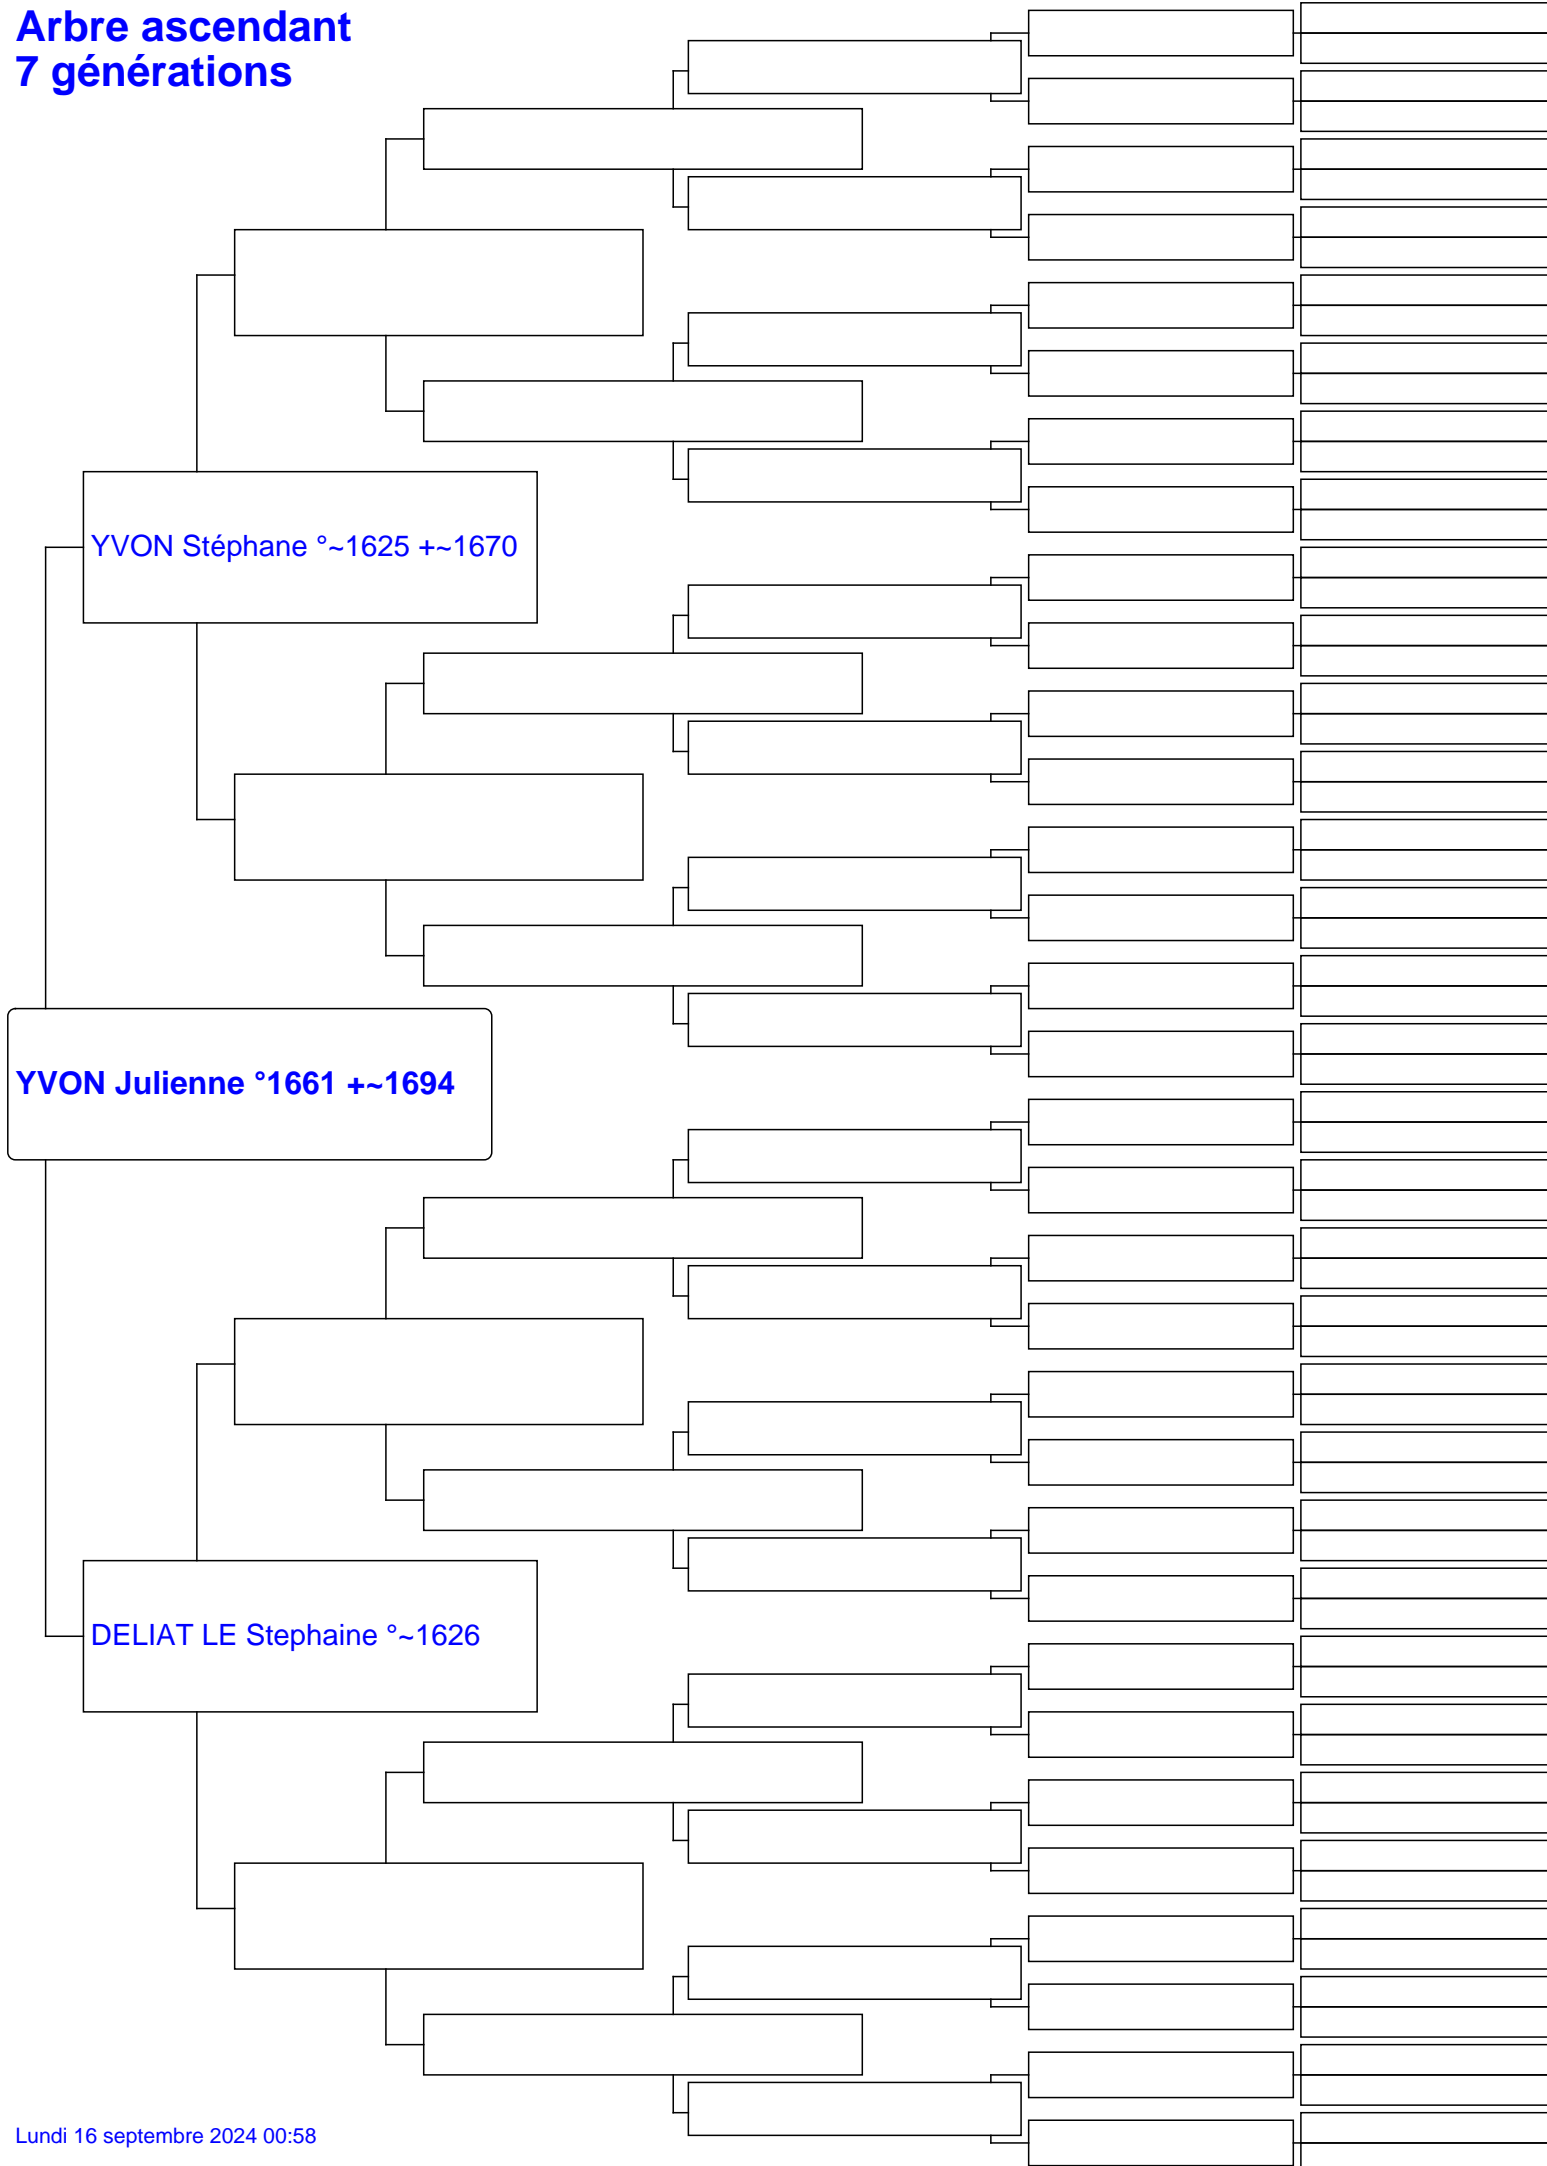 Arbre ascendant
7 générations
YVON Stéphane °~1625 +~1670
YVON Julienne °1661 +~1694
DELIAT LE Stephaine °~1626
Lundi 16 septembre 2024 00:58